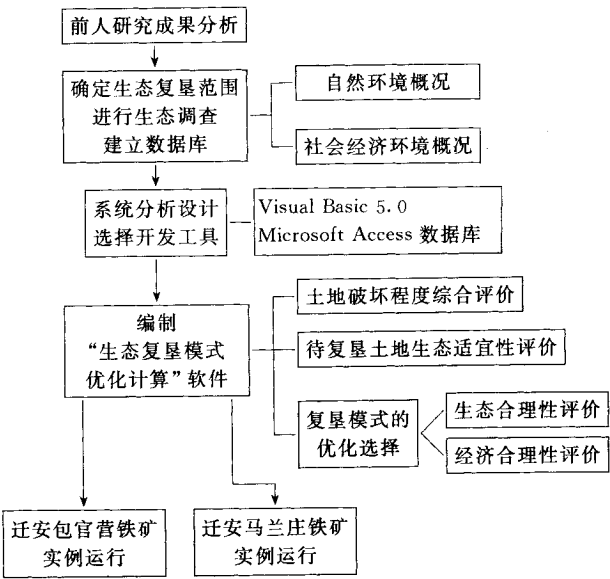 前人研究成果分析
确定生态复垦范围
进行生态调查
建立数据库
自然环境概况
社会经济环境概况
系统分析设计
选择开发工具
Visual Basic 5.0
Microsoft Access 数据库
编制
“生态复垦模式
优化计算”软件
土地破坏程度综合评价
待复垦土地生态适宜性评价
复垦模式的
优化选择
生态合理性评价
经济合理性评价
迁安包官营铁矿
实例运行
迁安马兰庄铁矿
实例运行